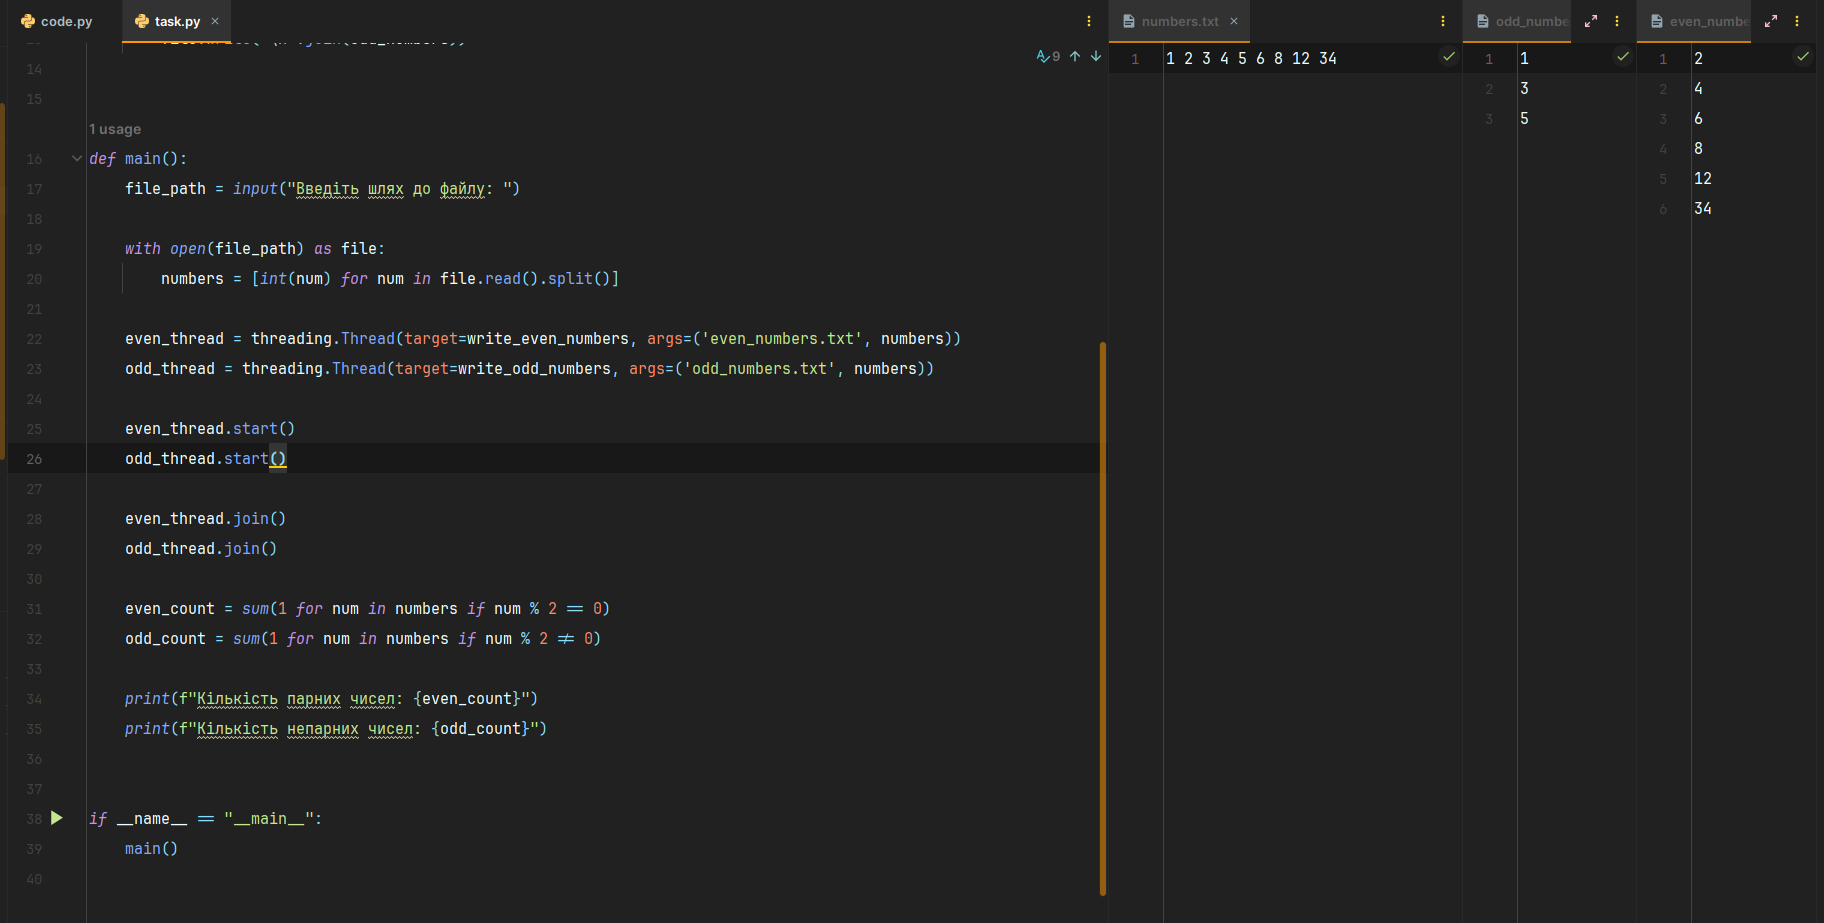 code.py
task.py
numbers.txt
odd_numbe
even_numbe
9
14
15
1 usage
16 def main():
17 file_path = input("Введіть шлях до файлу: ")
18
19 with open(file_path) as file:
20 numbers = [int(num) for num in file.read().split()]
21
22 even_thread = threading.Thread(target=write_even_numbers, args=('even_numbers.txt', numbers))
23 odd_thread = threading.Thread(target=write_odd_numbers, args=('odd_numbers.txt', numbers))
24
25 even_thread.start()
26 odd_thread.start()
27
28 even_thread.join()
29 odd_thread.join()
30
31 even_count = sum(1 for num in numbers if num % 2 == 0)
32 odd_count = sum(1 for num in numbers if num % 2 != 0)
33
34 print(f"Кількість парних чисел: {even_count}")
35 print(f"Кількість непарних чисел: {odd_count}")
36
37
38 if __name__ == "__main__":
39 main()
40
1 1 2 3 4 5 6 8 12 34
1 1
2 3
3 5
1 2
2 4
3 6
4 8
5 12
6 34